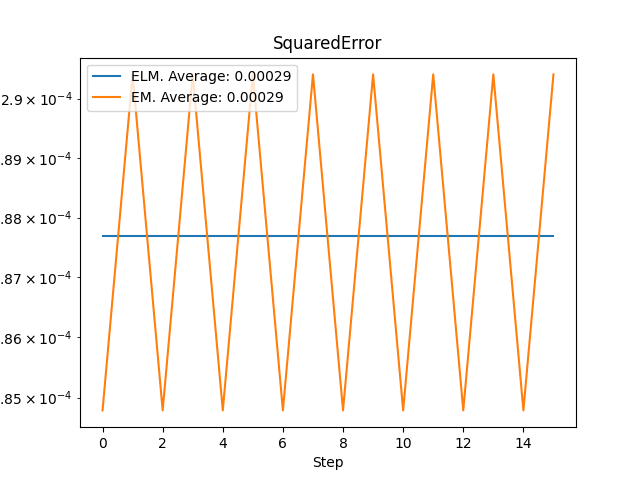 SquaredError
ELM. Average: 0.00029
EM. Average: 0.00029
2.9 × 10⁻⁴
.89 × 10⁻⁴
.88 × 10⁻⁴
.87 × 10⁻⁴
.86 × 10⁻⁴
.85 × 10⁻⁴
0 2 4 6 8 10 12 14
Step